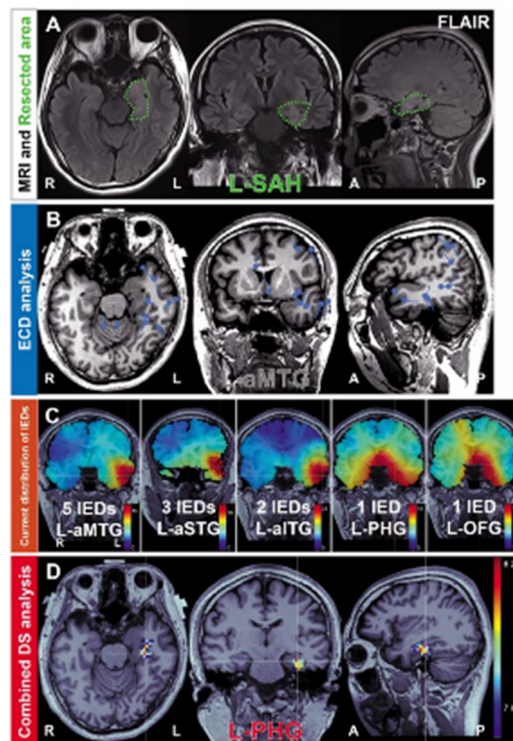 A
FLAIR
MRI and Resected area
R
L
A
P
L-SAH
B
ECD analysis
R
L
A
P
L-aMTG
C
Current distribution of IEDs
5 IEDs
L-aMTG
3 IEDs
L-aSTG
2 IEDs
L-aITG
1 IED
L-PHG
1 IED
L-OFG
R
L
D
Combined DS analysis
R
L
A
P
L-PHG